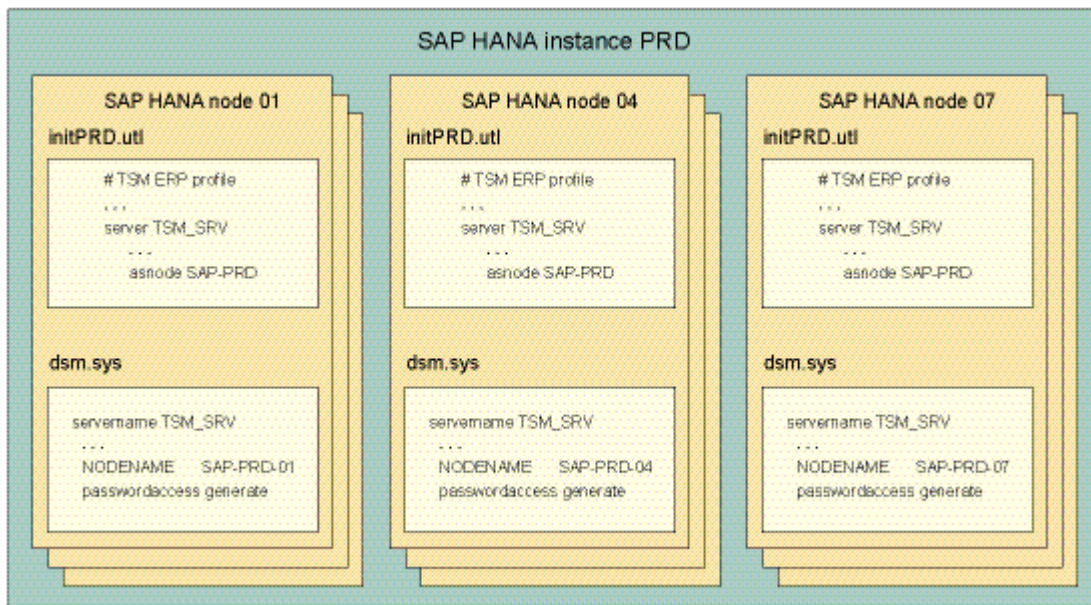 SAP HANA instance PRD
SAP HANA node 01
initPRD.utl
# TSM ERP profile
...
server TSM_SRV
...
asnode SAP-PRD
dsm.sys
servername TSM_SRV
...
NODENAME SAP-PRD-01
passwordaccess generate
SAP HANA node 04
initPRD.utl
# TSM ERP profile
...
server TSM_SRV
...
asnode SAP-PRD
dsm.sys
servername TSM_SRV
...
NODENAME SAP-PRD-04
passwordaccess generate
SAP HANA node 07
initPRD.utl
# TSM ERP profile
...
server TSM_SRV
...
asnode SAP-PRD
dsm.sys
servername TSM_SRV
...
NODENAME SAP-PRD-07
passwordaccess generate